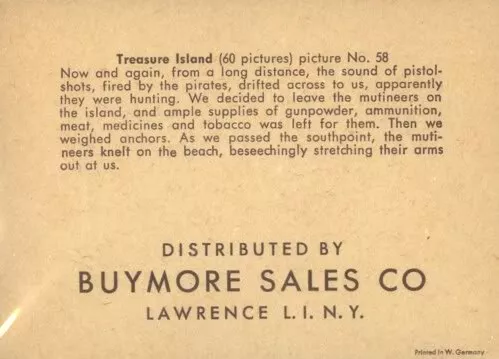 Treasure Island (60 pictures) picture No. 58
Now and again, from a long distance, the sound of pistol-
shots, fired by the pirates, drifted across to us, apparently
they were hunting. We decided to leave the mutineers on
the island, and ample supplies of gunpowder, ammunition,
meat, medicines and tobacco was left for them. Then we
weighed anchors. As we passed the southpoint, the muti-
neers knelt on the beach, beseechingly stretching their arms
out at us.
DISTRIBUTED BY
BUYMORE SALES CO
LAWRENCE L. I. N. Y.
Printed in W. Germany